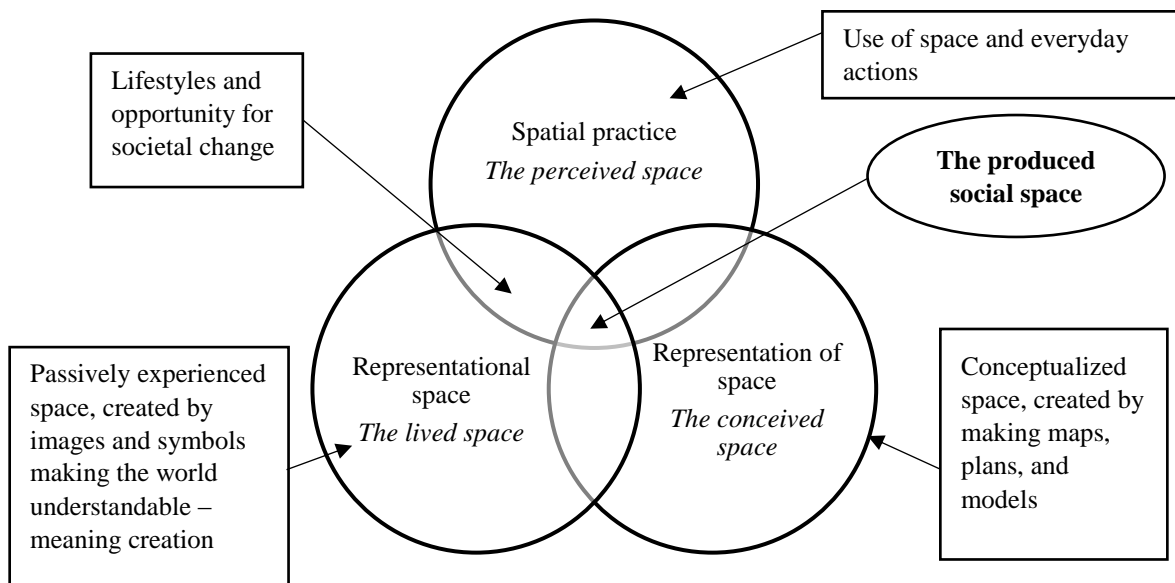 Lifestyles and
opportunity for
societal change
Use of space and everyday
actions
Spatial practice
The perceived space
The produced
social space
Representational
space
The lived space
Representation of
space
The conceived
space
Passively experienced
space, created by
images and symbols
making the world
understandable –
meaning creation
Conceptualized
space, created by
making maps,
plans, and
models